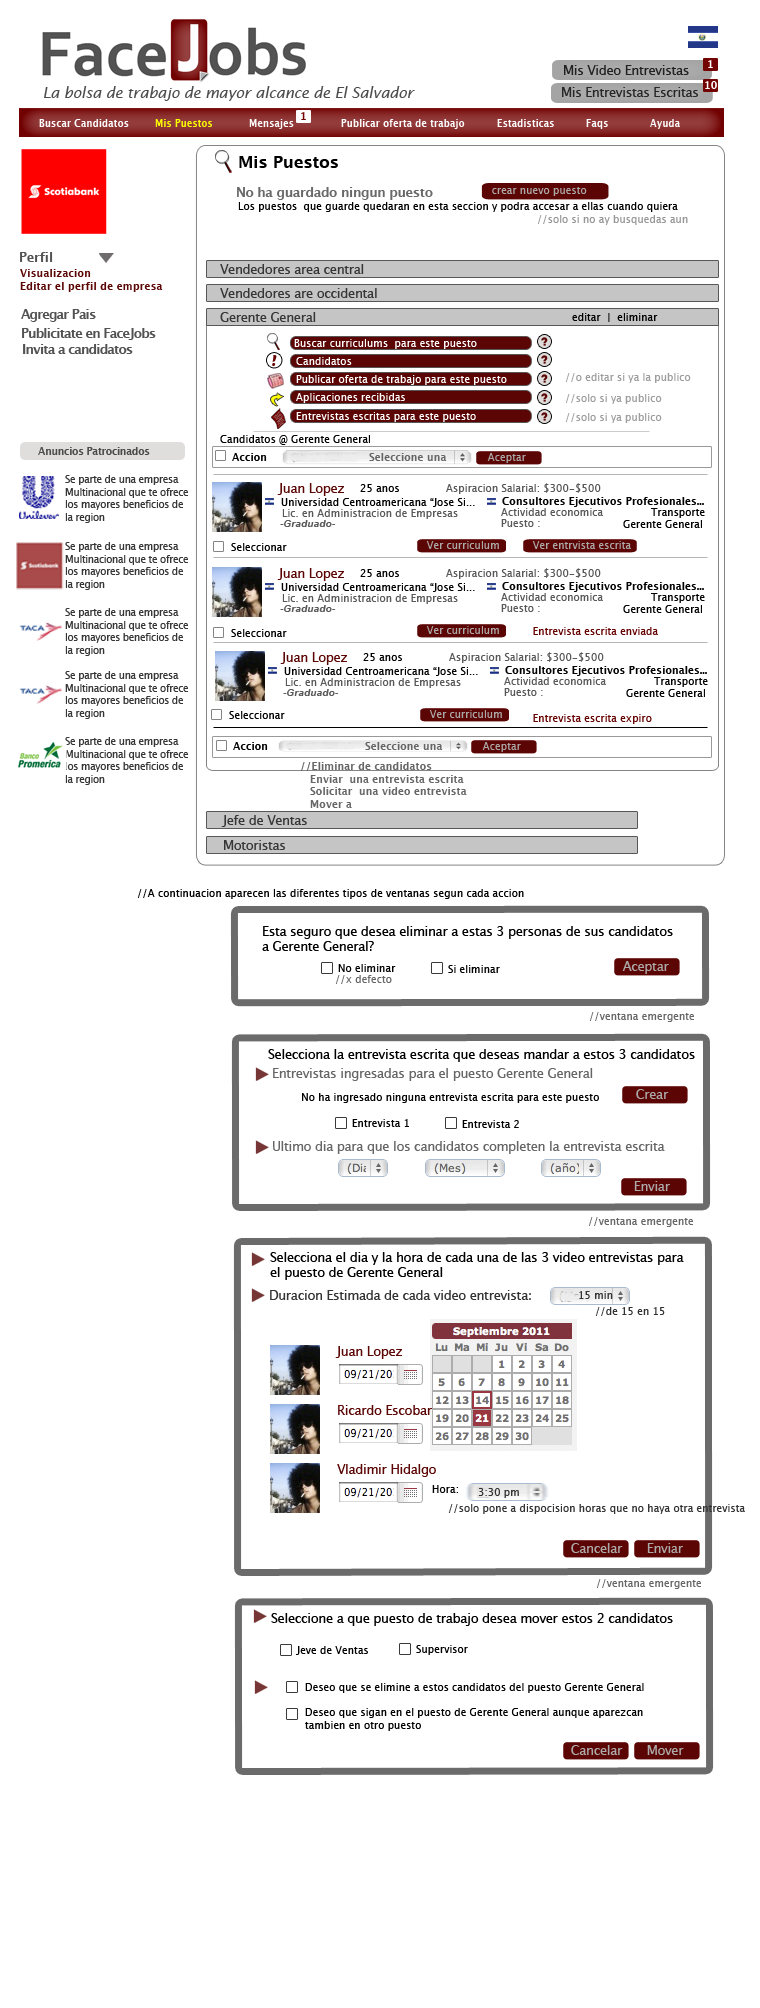 FaceJobs
La bolsa de trabajo de mayor alcance de El Salvador
Mis Video Entrevistas 1
Mis Entrevistas Escritas 10
Buscar Candidatos Mis Puestos Mensajes 1 Publicar oferta de trabajo Estadisticas Faqs Ayuda
Scotiabank
Perfil
Visualizacion
Editar el perfil de empresa
Agregar Pais
Publicitate en FaceJobs
Invita a candidatos
Anuncios Patrocinados
Unilever
Se parte de una empresa
Multinacional que te ofrece
los mayores beneficios de
la region
Scotiabank
Se parte de una empresa
Multinacional que te ofrece
los mayores beneficios de
la region
TACA
Se parte de una empresa
Multinacional que te ofrece
los mayores beneficios de
la region
TACA
Se parte de una empresa
Multinacional que te ofrece
los mayores beneficios de
la region
Banco
Promerica
Se parte de una empresa
Multinacional que te ofrece
los mayores beneficios de
la region
Mis Puestos
No ha guardado ningun puesto crear nuevo puesto
Los puestos que guarde quedaran en esta seccion y podra accesar a ellas cuando quiera
//solo si no ay busquedas aun
Vendedores area central
Vendedores are occidental
Gerente General editar | eliminar
Buscar curriculums para este puesto ?
! Candidatos ?
Publicar oferta de trabajo para este puesto ? //o editar si ya la publico
Aplicaciones recibidas ? //solo si ya publico
Entrevistas escritas para este puesto ? //solo si ya publico
Candidatos @ Gerente General
Accion Seleccione una Aceptar
Juan Lopez 25 anos Aspiracion Salarial: $300-$500
Universidad Centroamericana "Jose Si... Consultores Ejecutivos Profesionales...
Lic. en Administracion de Empresas Actividad economica Transporte
-Graduado- Puesto : Gerente General
Seleccionar Ver curriculum Ver entrvista escrita
Juan Lopez 25 anos Aspiracion Salarial: $300-$500
Universidad Centroamericana "Jose Si... Consultores Ejecutivos Profesionales...
Lic. en Administracion de Empresas Actividad economica Transporte
-Graduado- Puesto : Gerente General
Seleccionar Ver curriculum Entrevista escrita enviada
Juan Lopez 25 anos Aspiracion Salarial: $300-$500
Universidad Centroamericana "Jose Si... Consultores Ejecutivos Profesionales...
Lic. en Administracion de Empresas Actividad economica Transporte
-Graduado- Puesto : Gerente General
Seleccionar Ver curriculum Entrevista escrita expiro
Accion Seleccione una Aceptar
//Eliminar de candidatos
Enviar una entrevista escrita
Solicitar una video entrevista
Mover a
Jefe de Ventas
Motoristas
//A continuacion aparecen las diferentes tipos de ventanas segun cada accion
Esta seguro que desea eliminar a estas 3 personas de sus candidatos
a Gerente General?
No eliminar Si eliminar Aceptar
//x defecto
//ventana emergente
Selecciona la entrevista escrita que deseas mandar a estos 3 candidatos
Entrevistas ingresadas para el puesto Gerente General
No ha ingresado ninguna entrevista escrita para este puesto Crear
Entrevista 1 Entrevista 2
Ultimo dia para que los candidatos completen la entrevista escrita
(Dia (Mes) (año)
Enviar
//ventana emergente
Selecciona el dia y la hora de cada una de las 3 video entrevistas para
el puesto de Gerente General
Duracion Estimada de cada video entrevista: 15 min
//de 15 en 15
Juan Lopez
09/21/20
Ricardo Escobar
09/21/20
Septiembre 2011
Lu Ma Mi Ju Vi Sa Do
1 2 3 4
5 6 7 8 9 10 11
12 13 14 15 16 17 18
19 20 21 22 23 24 25
26 27 28 29 30
Vladimir Hidalgo
09/21/20 Hora: 3:30 pm
//solo pone a dispocision horas que no haya otra entrevista
Cancelar Enviar
//ventana emergente
Seleccione a que puesto de trabajo desea mover estos 2 candidatos
Jeve de Ventas Supervisor
Deseo que se elimine a estos candidatos del puesto Gerente General
Deseo que sigan en el puesto de Gerente General aunque aparezcan
tambien en otro puesto
Cancelar Mover